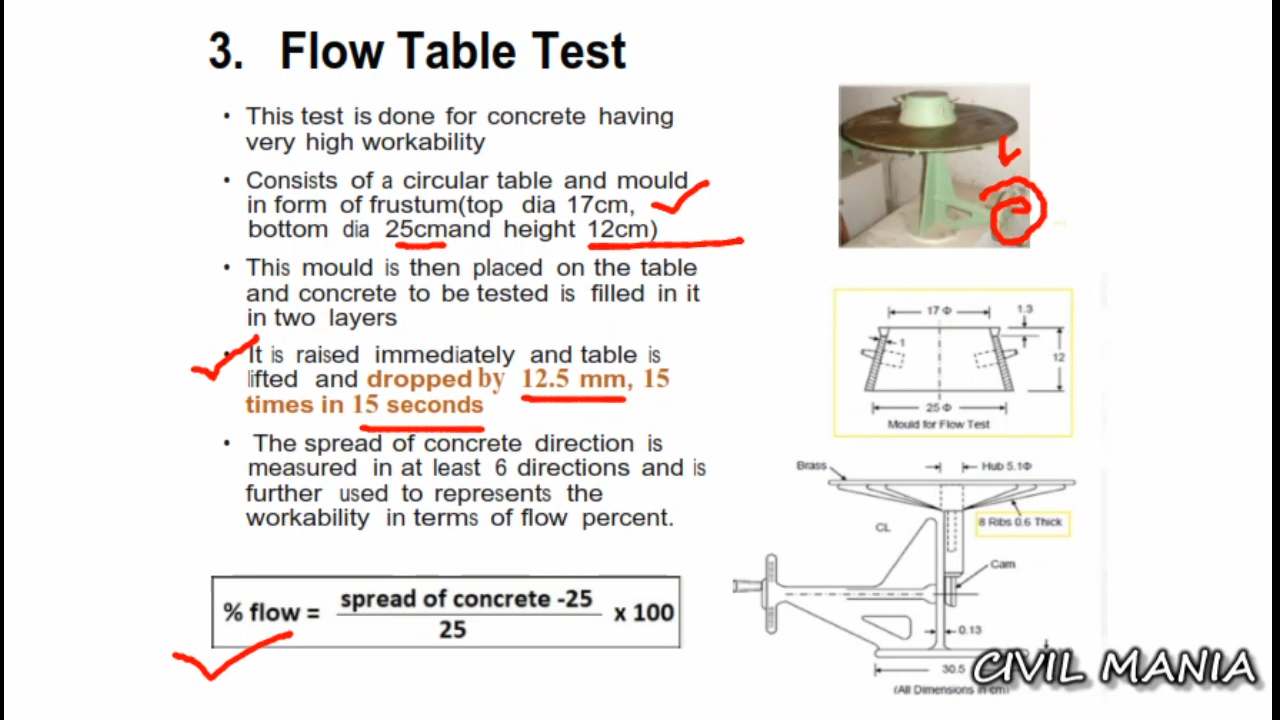 3. Flow Table Test
• This test is done for concrete having
very high workability
• Consists of a circular table and mould
in form of frustum(top dia 17cm,
bottom dia 25cmand height 12cm)
• This mould is then placed on the table
and concrete to be tested is filled in it
in two layers
• It is raised immediately and table is
lifted and dropped by 12.5 mm, 15
times in 15 seconds
• The spread of concrete direction is
measured in at least 6 directions and is
further used to represents the
workability in terms of flow percent.
% flow = spread of concrete -25 x 100
25
17 Φ
1.3
1
12
25 Φ
Mould for Flow Test
Brass
Hub 5.1Φ
CL
8 Ribs 0.6 Thick
Cam
0.13
30.5
(All Dimensions in cm)
CIVIL MANIA